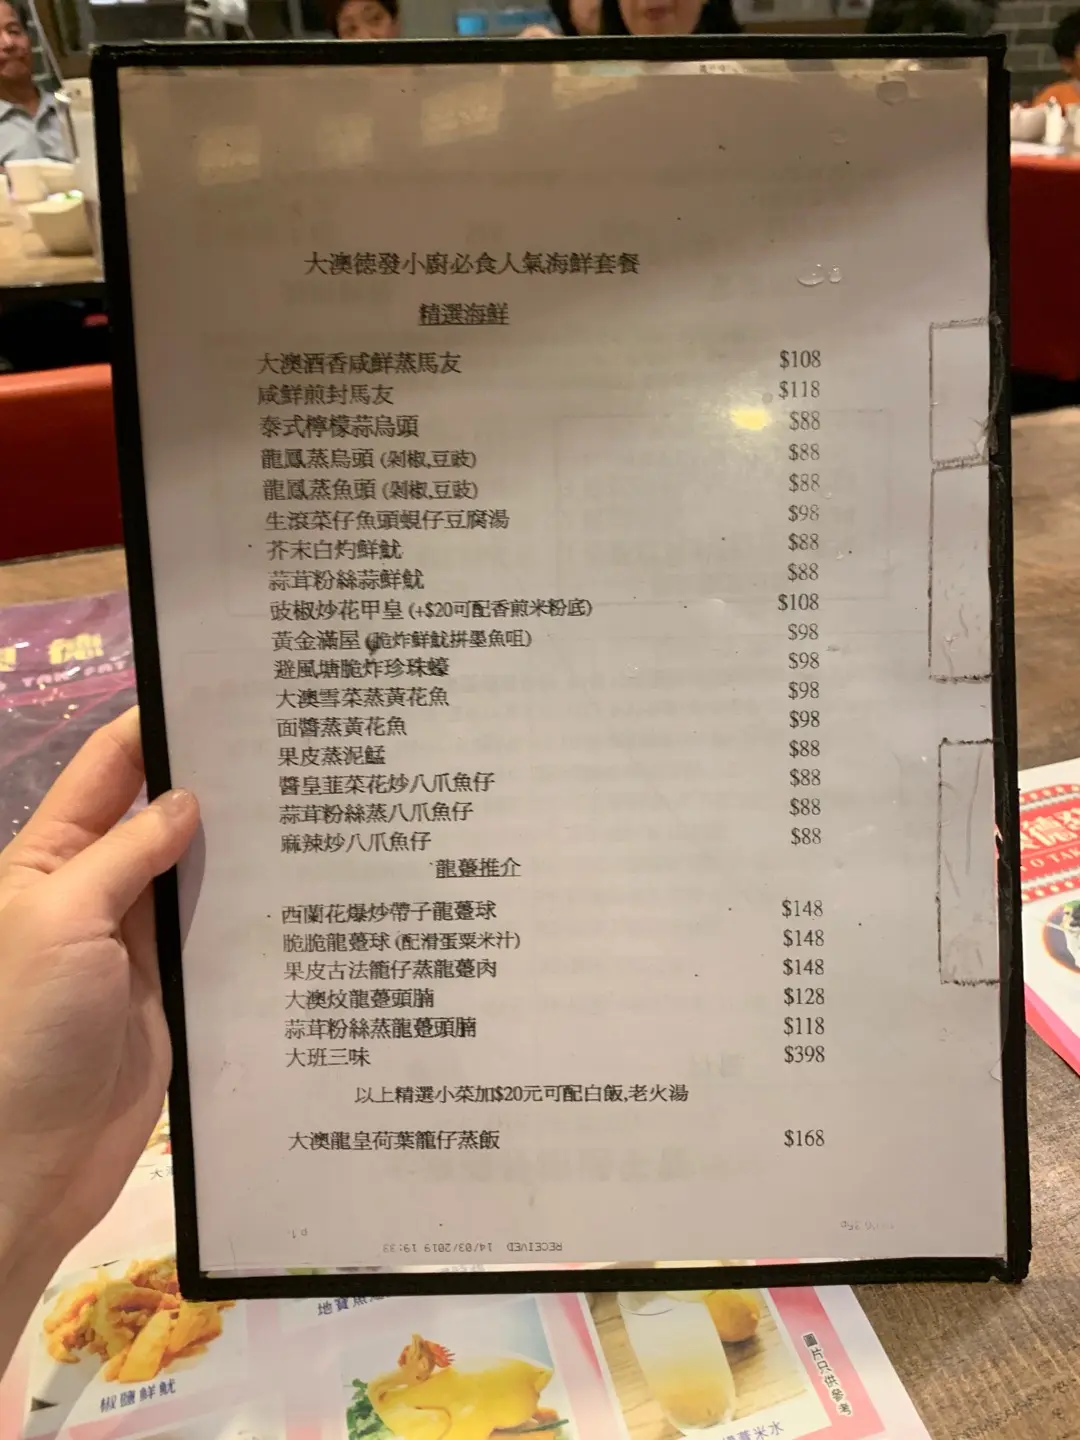 大澳德發小廚必食人氣海鮮套餐
精選海鮮
大澳酒香咸鮮蒸馬友 $108
咸鮮煎封馬友 $118
泰式檸檬蒜烏頭 $88
龍鳳蒸烏頭 (剁椒,豆豉) $88
龍鳳蒸魚頭 (剁椒,豆豉) $88
生滾菜仔魚頭蜆仔豆腐湯 $98
芥末白灼鮮魷 $88
蒜茸粉絲蒜鮮魷 $88
豉椒炒花甲皇 (+$20可配香煎米粉底) $108
黃金滿屋 (脆炸鮮魷拼墨魚咀) $98
避風塘脆炸珍珠蠔 $98
大澳雪菜蒸黃花魚 $98
面醬蒸黃花魚 $98
果皮蒸泥鯭 $88
醬皇韮菜花炒八爪魚仔 $88
蒜茸粉絲蒸八爪魚仔 $88
麻辣炒八爪魚仔 $88
龍躉推介
西蘭花爆炒帶子龍躉球 $148
脆脆龍躉球 (配滑蛋粟米汁) $148
果皮古法籠仔蒸龍躉肉 $148
大澳炆龍躉頭腩 $128
蒜茸粉絲蒸龍躉頭腩 $118
大班三味 $398
以上精選小菜加$20元可配白飯,老火湯
大澳龍皇荷葉籠仔蒸飯 $168
p.1
RECEIVED 14/03/2019 19:33
椒鹽鮮魷
圖片只供參考